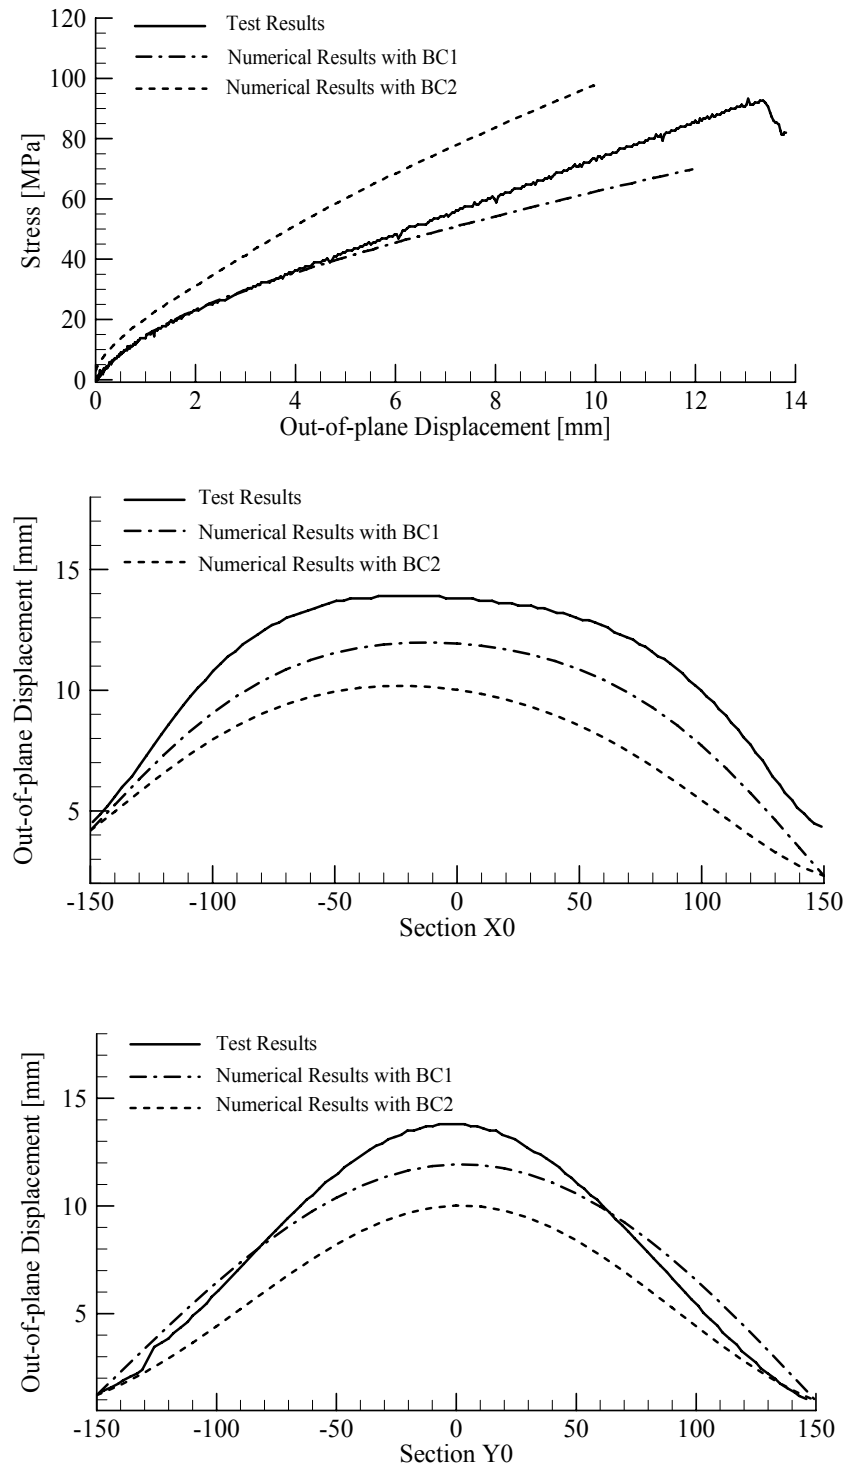 120
100
80
60
40
20
0
Stress [MPa]
Test Results
Numerical Results with BC1
Numerical Results with BC2
0 2 4 6 8 10 12 14
Out-of-plane Displacement [mm]
15
10
5
Out-of-plane Displacement [mm]
Test Results
Numerical Results with BC1
Numerical Results with BC2
-150 -100 -50 0 50 100 150
Section X0
15
10
5
Out-of-plane Displacement [mm]
Test Results
Numerical Results with BC1
Numerical Results with BC2
-150 -100 -50 0 50 100 150
Section Y0